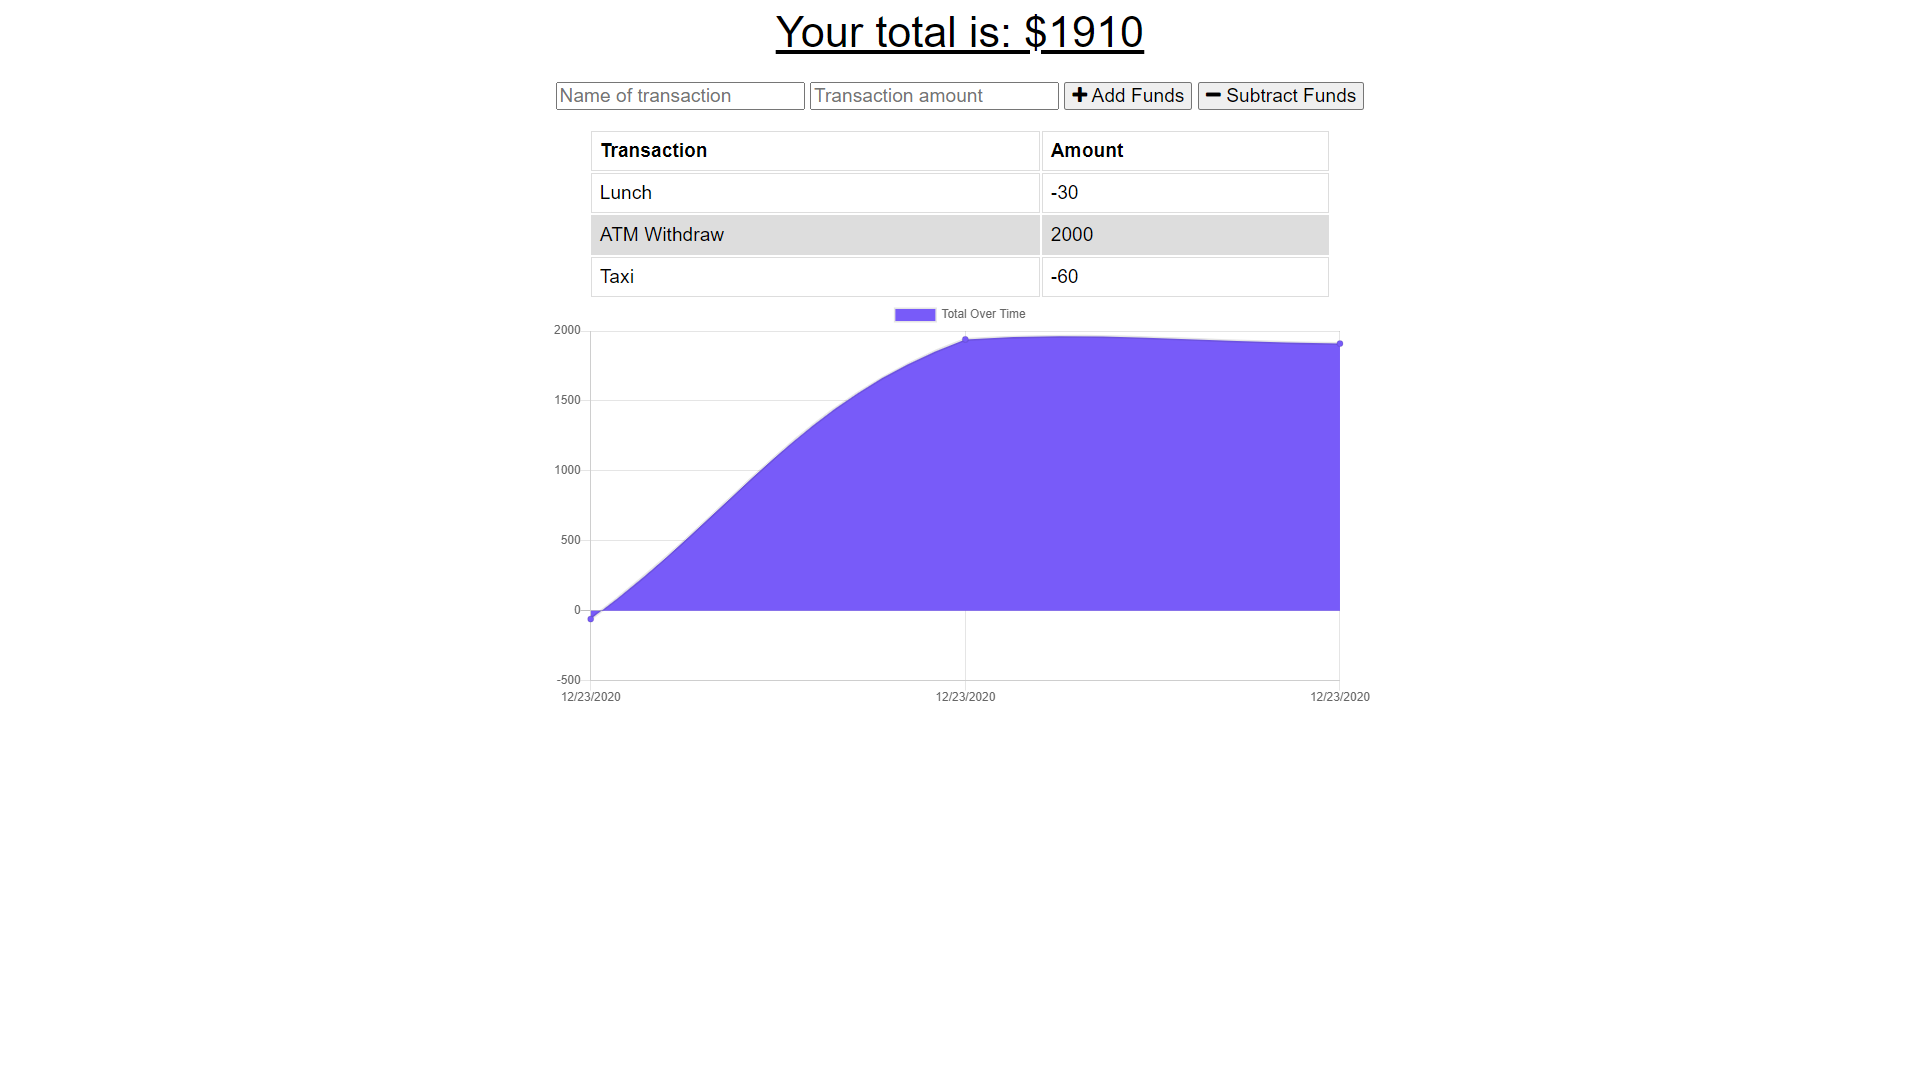 Your total is: $1910
Name of transaction Transaction amount Add Funds Subtract Funds
Transaction Amount
Lunch -30
ATM Withdraw 2000
Taxi -60
Total Over Time
2000
1500
1000
500
0
-500
12/23/2020 12/23/2020 12/23/2020